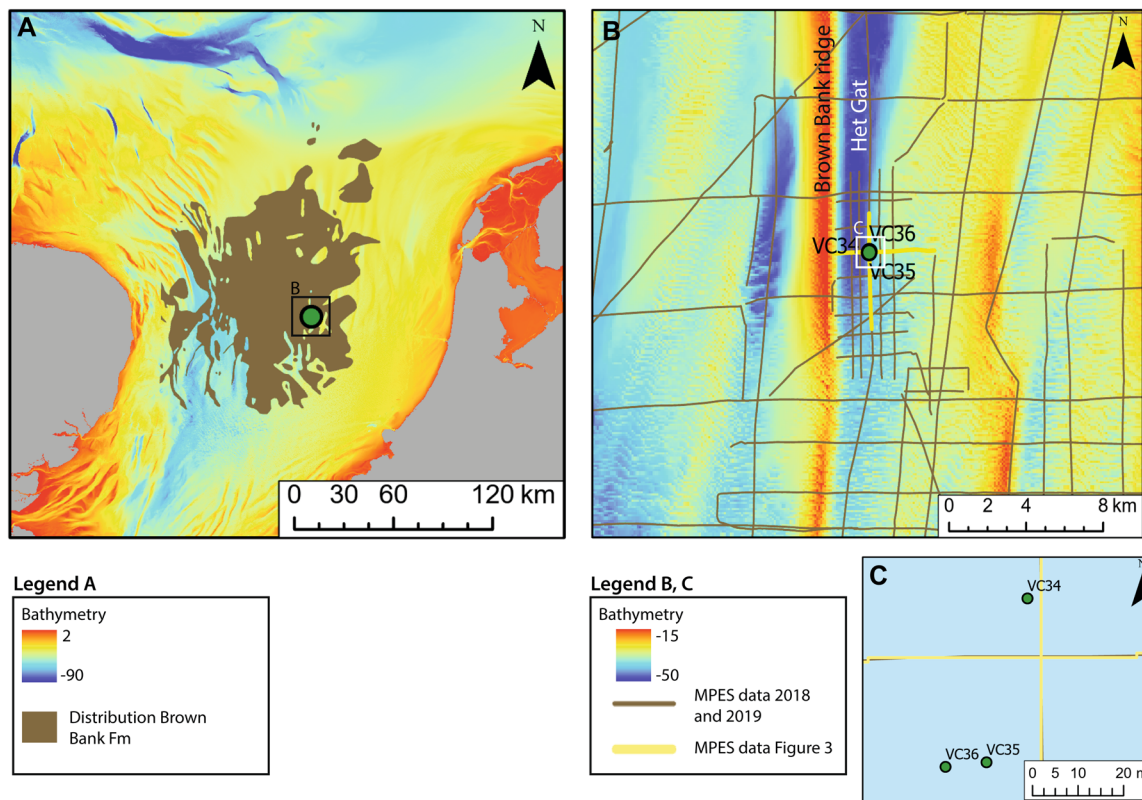 A
N
B
0 30 60 120 km
B
N
Brown Bank ridge
Het Gat
C
VC36
VC34
VC35
0 2 4 8 km
Legend A
Bathymetry
2
-90
Distribution Brown
Bank Fm
Legend B, C
Bathymetry
-15
-50
MPES data 2018
and 2019
MPES data Figure 3
C
N
VC34
VC36
VC35
0 5 10 20 m